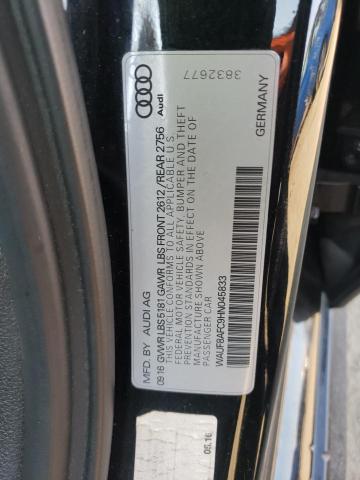 MFD. BY AUDI AG
09 16 GVWR LBS 5181 GAWR LBS FRONT 2612 / REAR 2756
THIS VEHICLE CONFORMS TO ALL APPLICABLE U S
FEDERAL MOTOR VEHICLE SAFETY, BUMPER AND THEFT
PREVENTION STANDARDS IN EFFECT ON THE DATE OF
MANUFACTURE SHOWN ABOVE
PASSENGER CAR
WAUF8AFC9HN045833
GERMANY
Audi
3832677
05.16